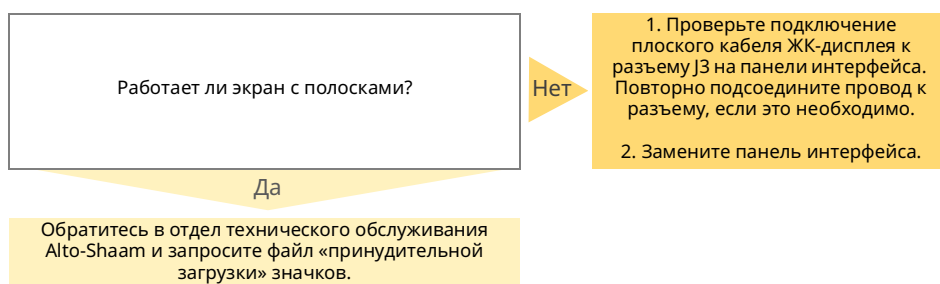 Работает ли экран с полосками?
Нет
1. Проверьте подключение
плоского кабеля ЖК-дисплея к
разъему J3 на панели интерфейса.
Повторно подсоедините провод к
разъему, если это необходимо.
2. Замените панель интерфейса.
Да
Обратитесь в отдел технического обслуживания
Alto-Shaam и запросите файл «принудительной
загрузки» значков.